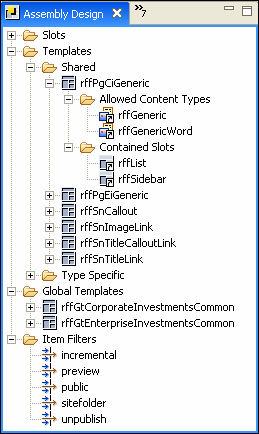 Assembly Design
»7
Slots
Templates
Shared
rffPgCiGeneric
Allowed Content Types
rffGeneric
rffGenericWord
Contained Slots
rffList
rffSidebar
rffPgEiGeneric
rffSnCallout
rffSnImageLink
rffSnTitleCalloutLink
rffSnTitleLink
Type Specific
Global Templates
rffGtCorporateInvestmentsCommon
rffGtEnterpriseInvestmentsCommon
Item Filters
incremental
preview
public
sitefolder
unpublish